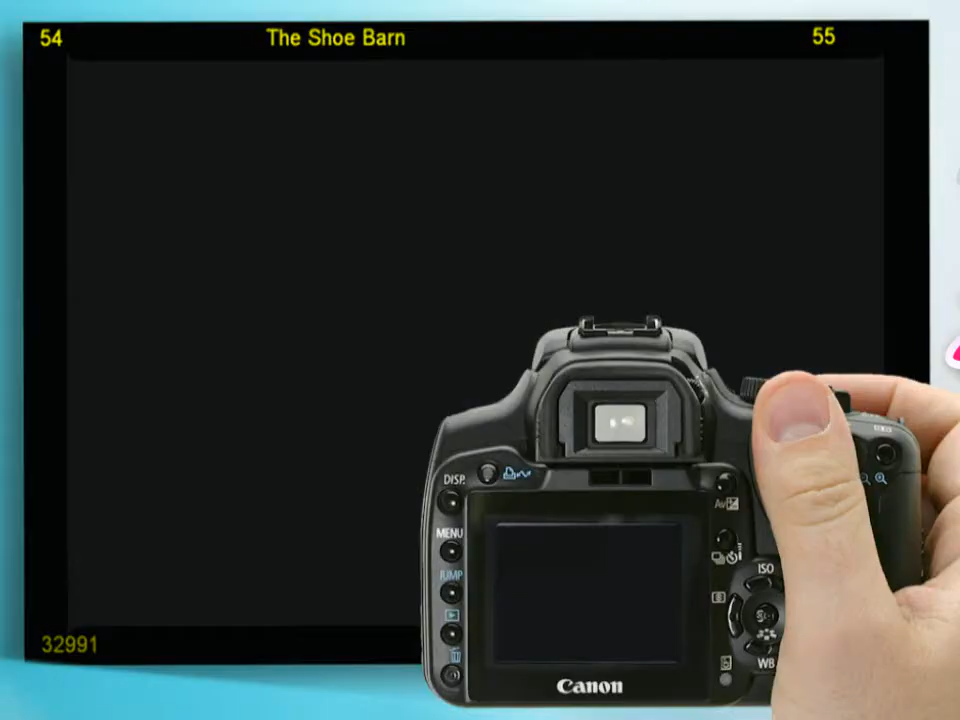 54 The Shoe Barn 55
DISP.
MENU
JUMP
Av
ISO
WB
Canon
32991